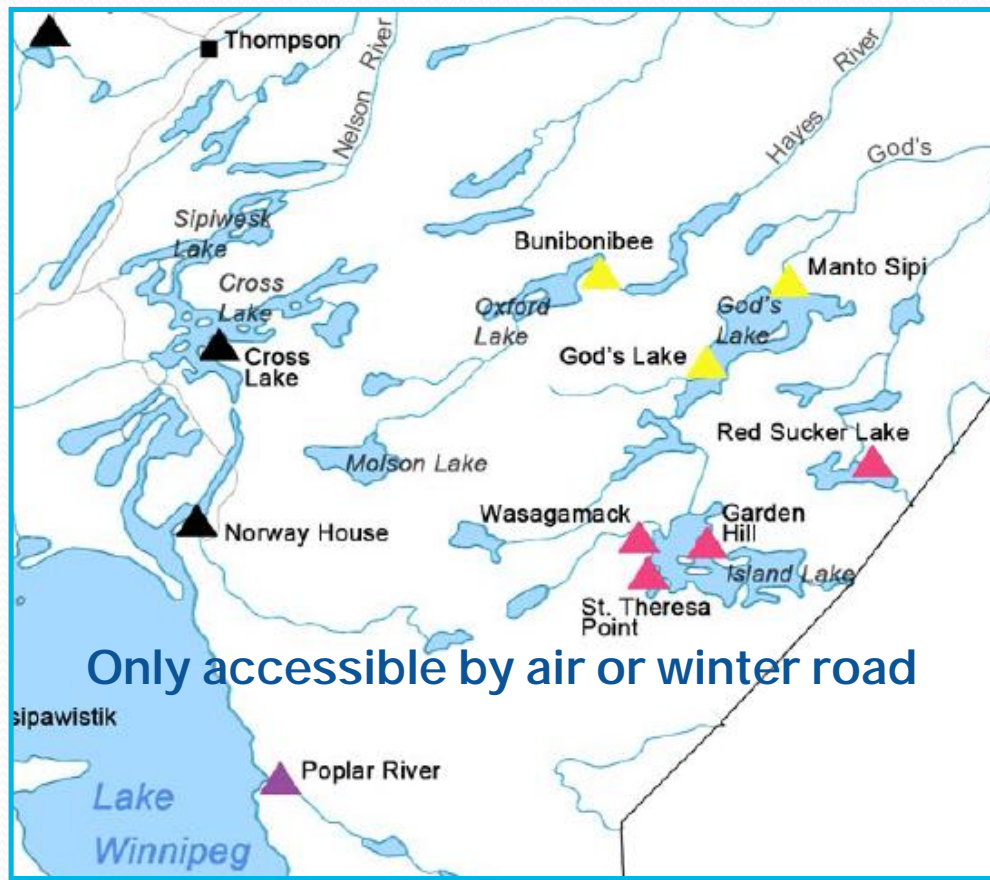 Thompson
Nelson River
Hayes River
God's
Sipiwesk
Lake
Bunibonibee
Manto Sipi
Cross
Lake
Oxford
Lake
God's
Lake
Cross
Lake
God's Lake
Red Sucker Lake
Molson Lake
Wasagamack
Garden
Hill
Norway House
Island Lake
St. Theresa
Point
Only accessible by air or winter road
sipawistik
Poplar River
Lake
Winnipeg